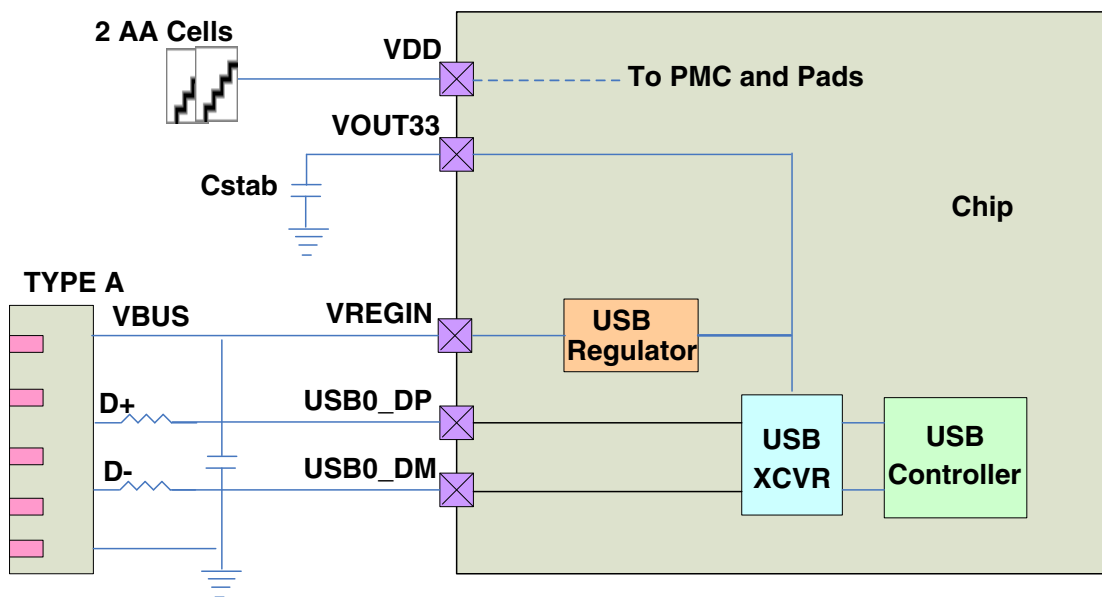 2 AA Cells
VDD
To PMC and Pads
VOUT33
Cstab
Chip
TYPE A
VBUS
VREGIN
USB
Regulator
D+
USB0_DP
D-
USB0_DM
USB
XCVR
USB
Controller